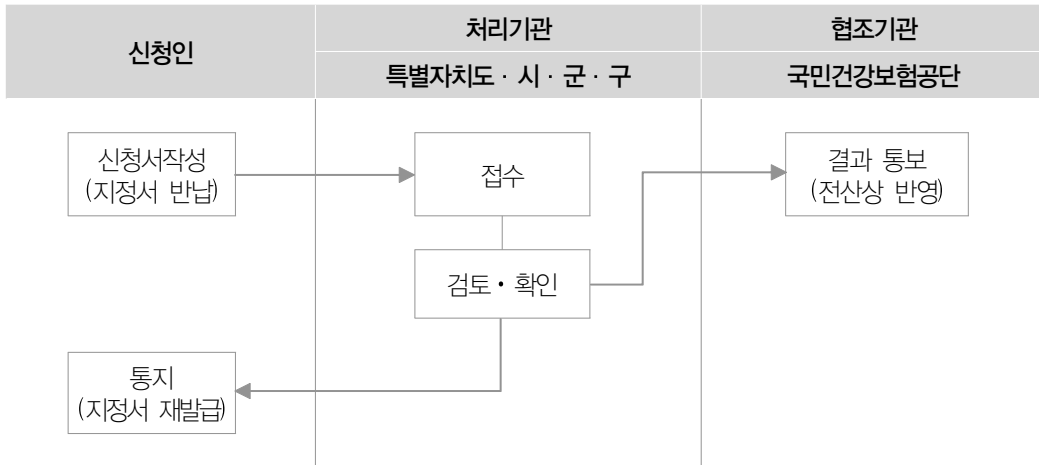 신청인
처리기관
협조기관
특별자치도 · 시 · 군 · 구
국민건강보험공단
신청서작성
(지정서 반납)
접수
결과 통보
(전산상 반영)
검토 • 확인
통지
(지정서 재발급)